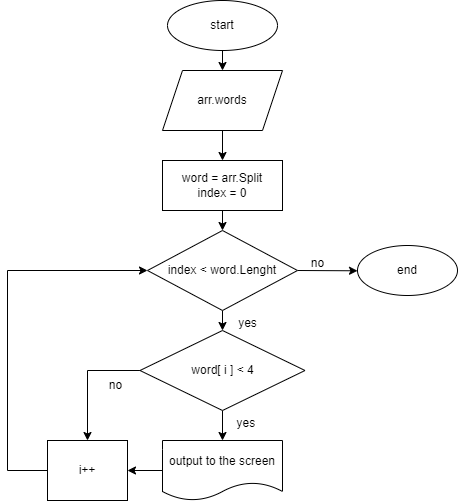 start
arr.words
word = arr.Split
index = 0
index < word.Lenght
no
end
yes
word[ i ] < 4
no
yes
output to the screen
i++